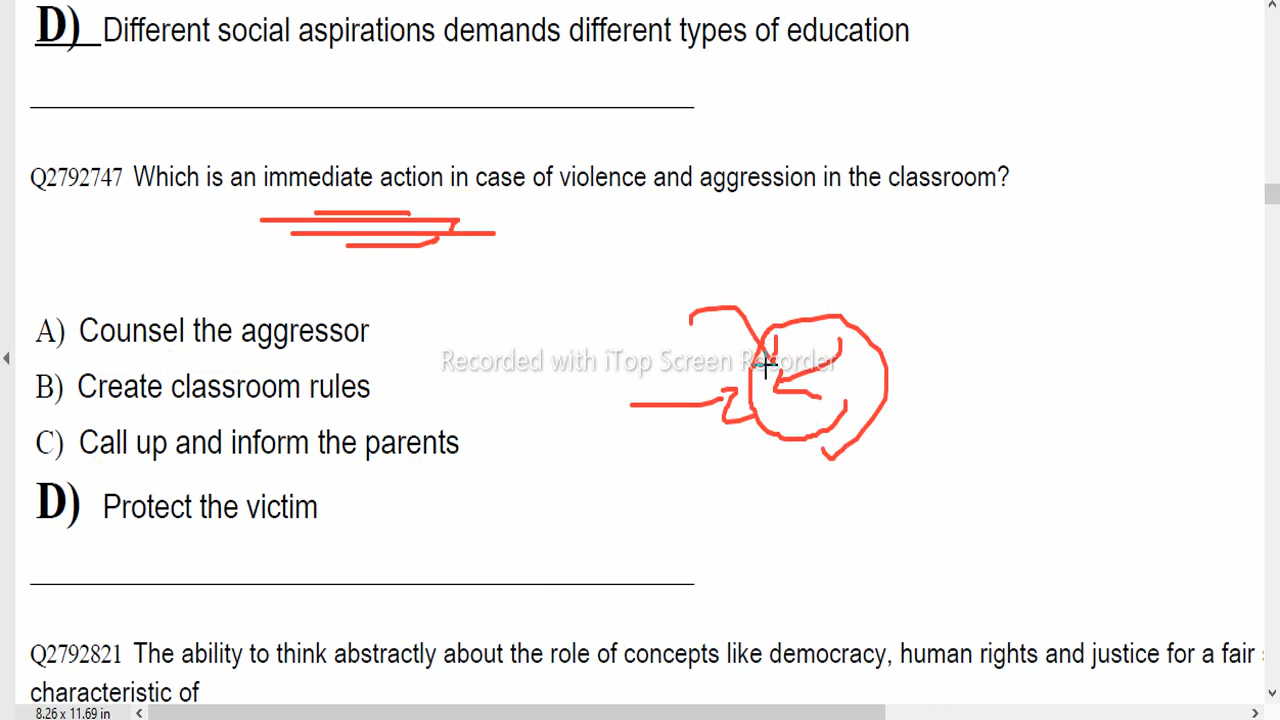 D) Different social aspirations demands different types of education
Q2792747 Which is an immediate action in case of violence and aggression in the classroom?
A) Counsel the aggressor
Recorded with iTop Screen Recorder
B) Create classroom rules
C) Call up and inform the parents
D) Protect the victim
Q2792821 The ability to think abstractly about the role of concepts like democracy, human rights and justice for a fair
characteristic of
8.26 x 11.69 in